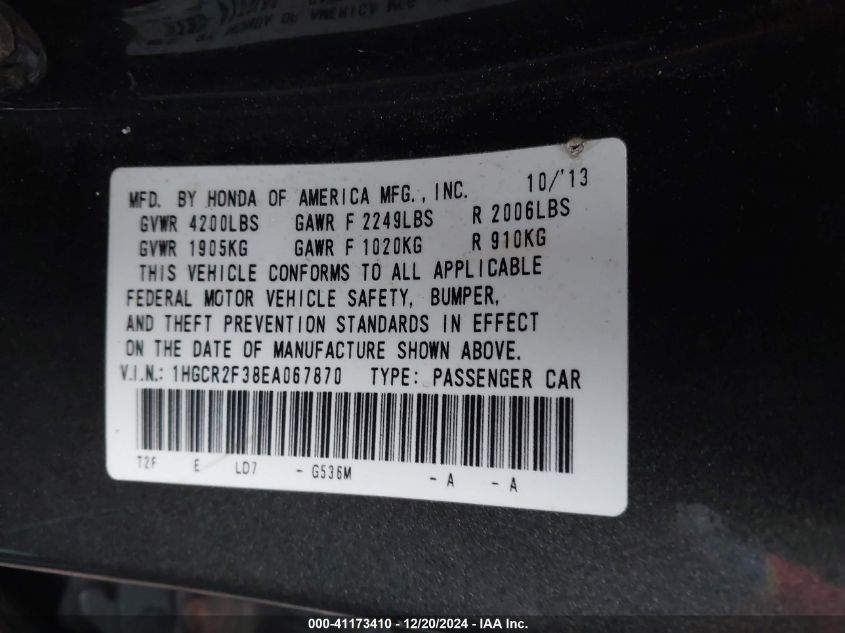 MFD. BY HONDA OF AMERICA MFG., INC. 10/'13
GVWR 4200LBS GAWR F 2249LBS R 2006LBS
GVWR 1905KG GAWR F 1020KG R 910KG
THIS VEHICLE CONFORMS TO ALL APPLICABLE
FEDERAL MOTOR VEHICLE SAFETY, BUMPER,
AND THEFT PREVENTION STANDARDS IN EFFECT
ON THE DATE OF MANUFACTURE SHOWN ABOVE.
V.I.N.: 1HGCR2F38EA067870 TYPE: PASSENGER CAR
T2F E LD7 - G536M - A - A
000-41173410 - 12/20/2024 - IAA Inc.